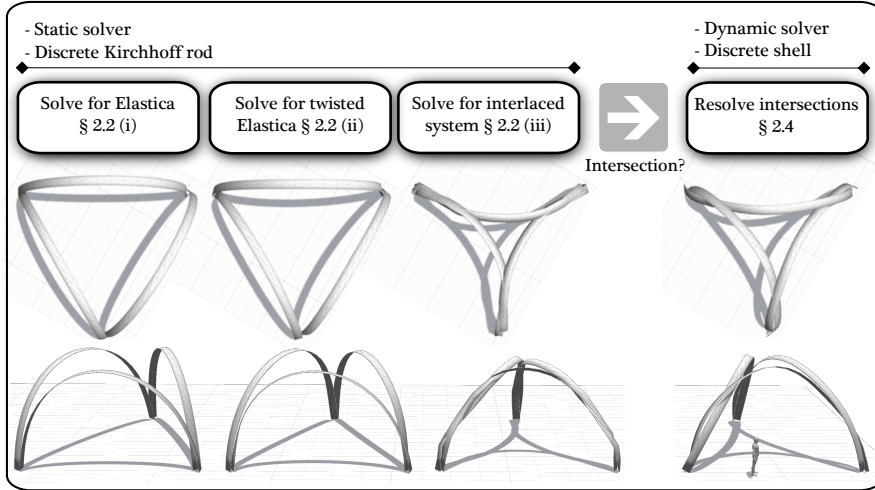 - Static solver
- Discrete Kirchhoff rod
- Dynamic solver
- Discrete shell
Solve for Elastica
§ 2.2 (i)
Solve for twisted
Elastica § 2.2 (ii)
Solve for interlaced
system § 2.2 (iii)
Intersection?
Resolve intersections
§ 2.4